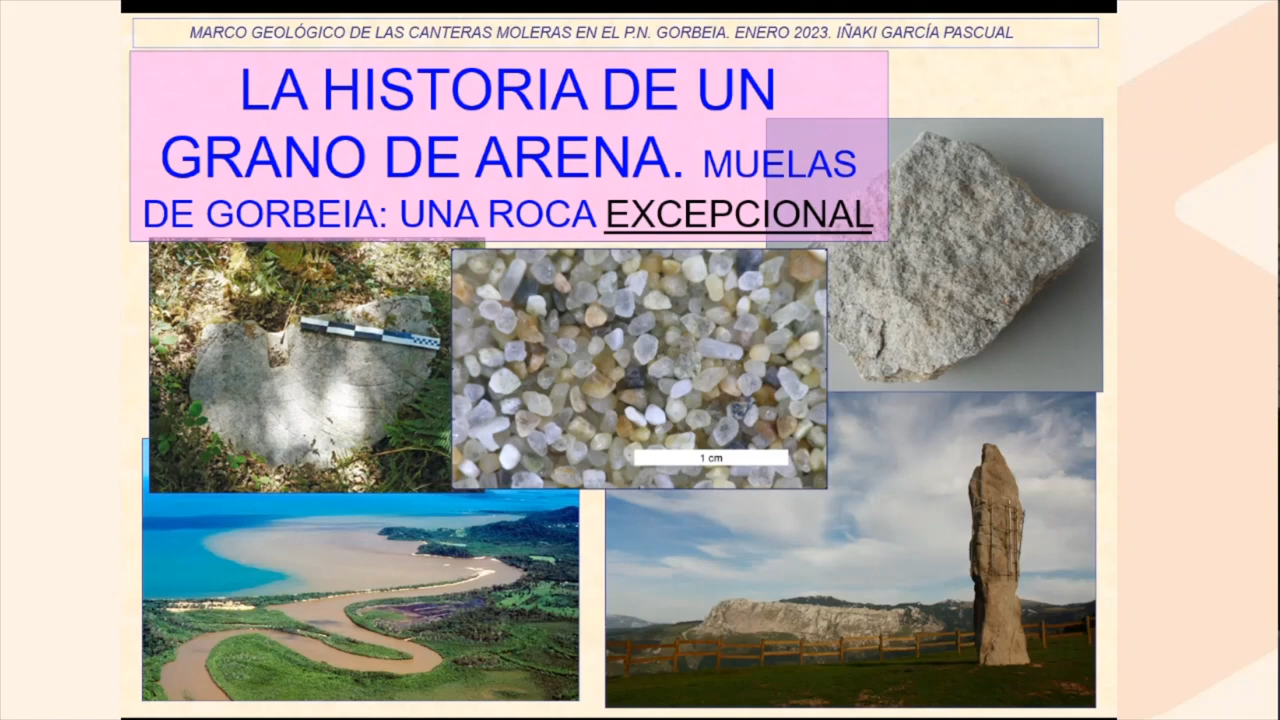 MARCO GEOLÓGICO DE LAS CANTERAS MOLERAS EN EL P.N. GORBEIA. ENERO 2023. IÑAKI GARCÍA PASCUAL
LA HISTORIA DE UN
GRANO DE ARENA. MUELAS
DE GORBEIA: UNA ROCA EXCEPCIONAL
1 cm